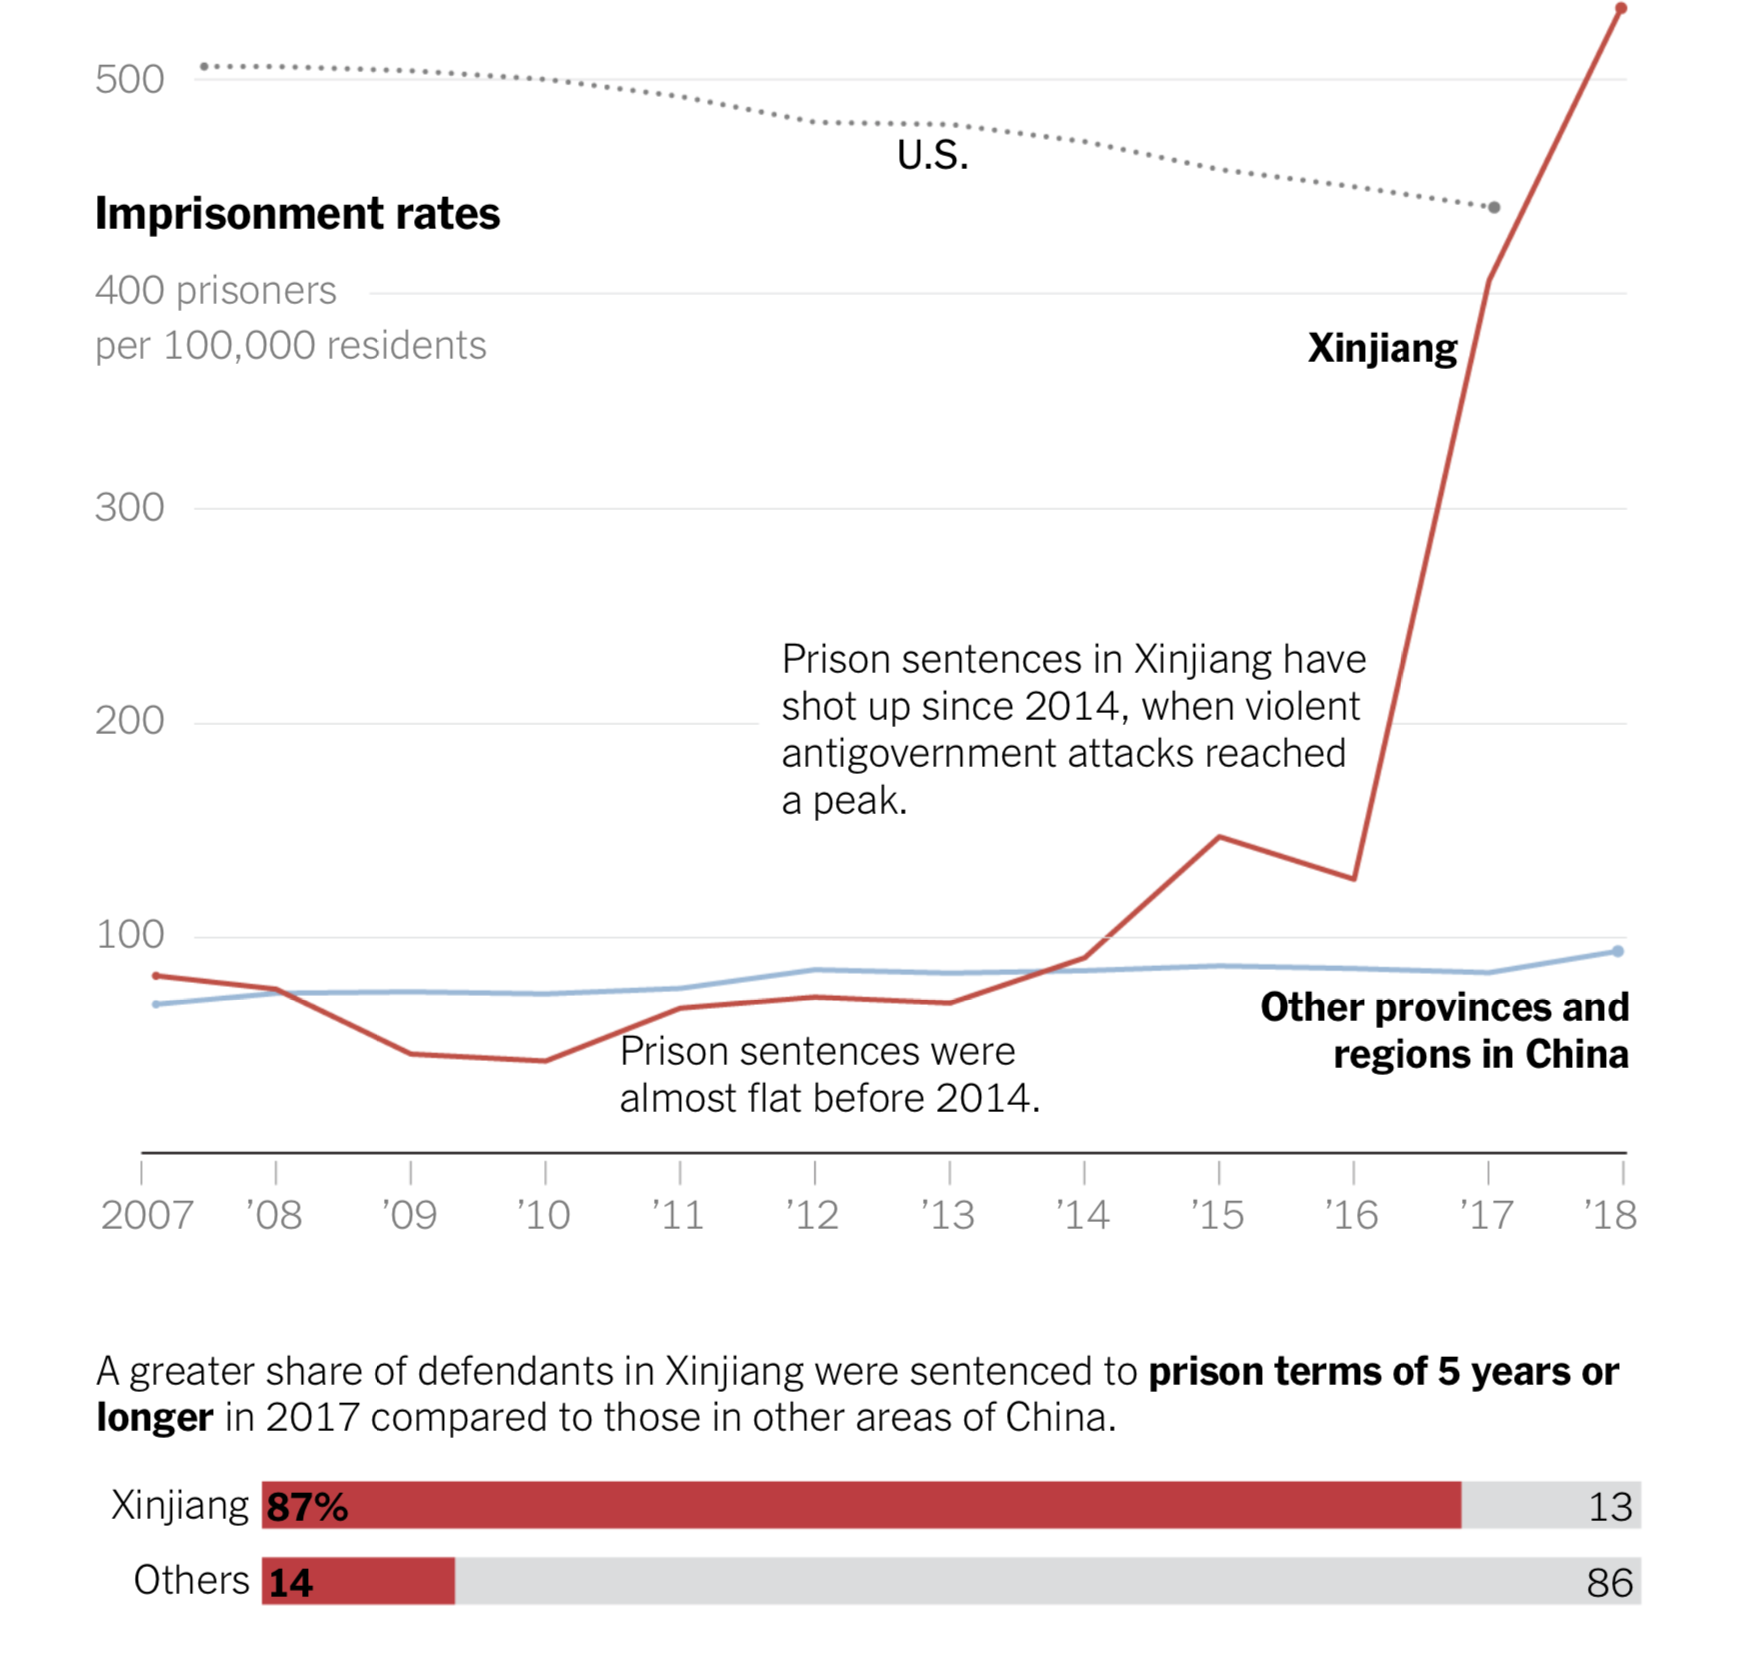 500
U.S.
Imprisonment rates
400 prisoners
per 100,000 residents
Xinjiang
300
Prison sentences in Xinjiang have
shot up since 2014, when violent
antigovernment attacks reached
a peak.
200
100
Other provinces and
regions in China
Prison sentences were
almost flat before 2014.
2007 ’08 ’09 ’10 ’11 ’12 ’13 ’14 ’15 ’16 ’17 ’18
A greater share of defendants in Xinjiang were sentenced to prison terms of 5 years or
longer in 2017 compared to those in other areas of China.
Xinjiang 87% 13
Others 14 86